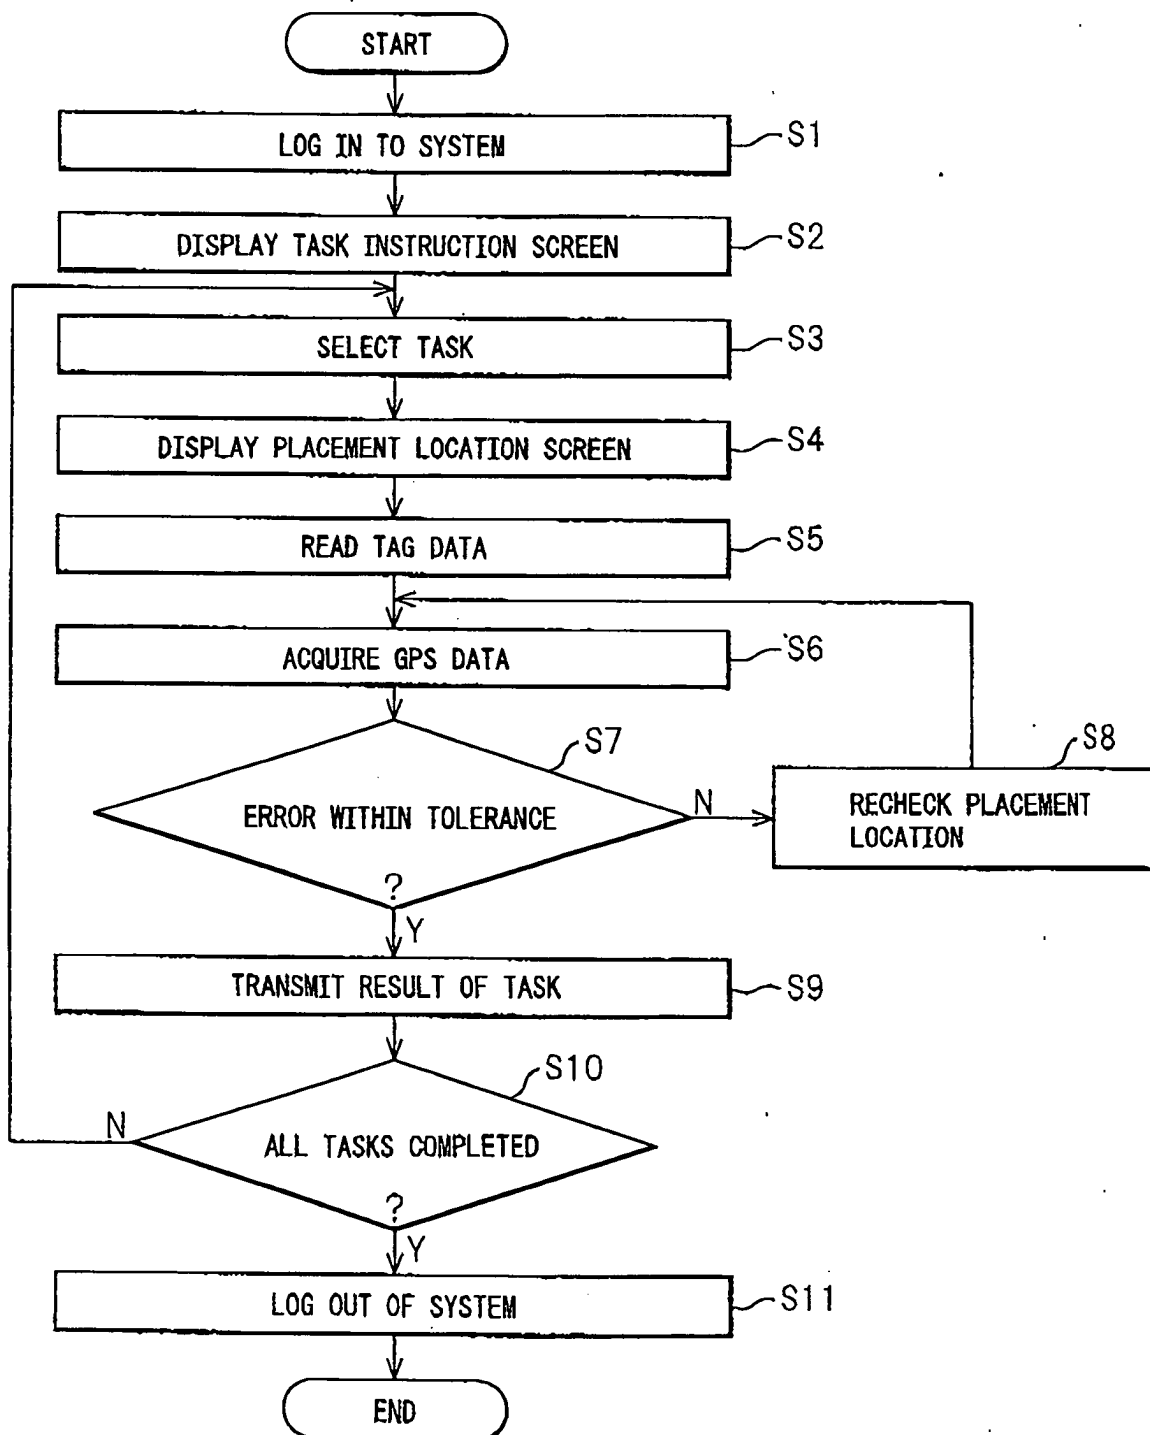 START
LOG IN TO SYSTEM
S1
DISPLAY TASK INSTRUCTION SCREEN
S2
SELECT TASK
S3
DISPLAY PLACEMENT LOCATION SCREEN
S4
READ TAG DATA
S5
ACQUIRE GPS DATA
S6
S7
ERROR WITHIN TOLERANCE
?
N
S8
RECHECK PLACEMENT
LOCATION
Y
TRANSMIT RESULT OF TASK
S9
S10
ALL TASKS COMPLETED
?
N
Y
LOG OUT OF SYSTEM
S11
END